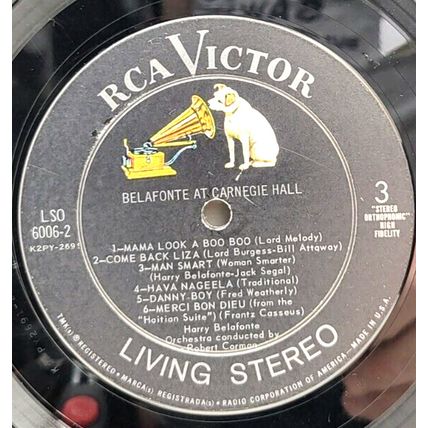 RCA VICTOR
BELAFONTE AT CARNEGIE HALL
LSO
6006-2
K2PY-269
3
"STEREO
ORTHOPHONIC"
HIGH
FIDELITY
1—MAMA LOOK A BOO BOO (Lord Melody)
2—COME BACK LIZA (Lord Burgess-Bill Attaway)
3—MAN SMART (Woman Smarter)
(Harry Belafonte-Jack Segal)
4—HAVA NAGEELA (Traditional)
5—DANNY BOY (Fred Weatherly)
6—MERCI BON DIEU (from the
"Haitian Suite") (Frantz Casseus)
Harry Belafonte
Orchestra conducted by
Robert Corman
LIVING STEREO
TMK(s) ® REGISTERED • MARCA(s) REGISTRADA(s) • RADIO CORPORATION OF AMERICA—MADE IN U.S.A.